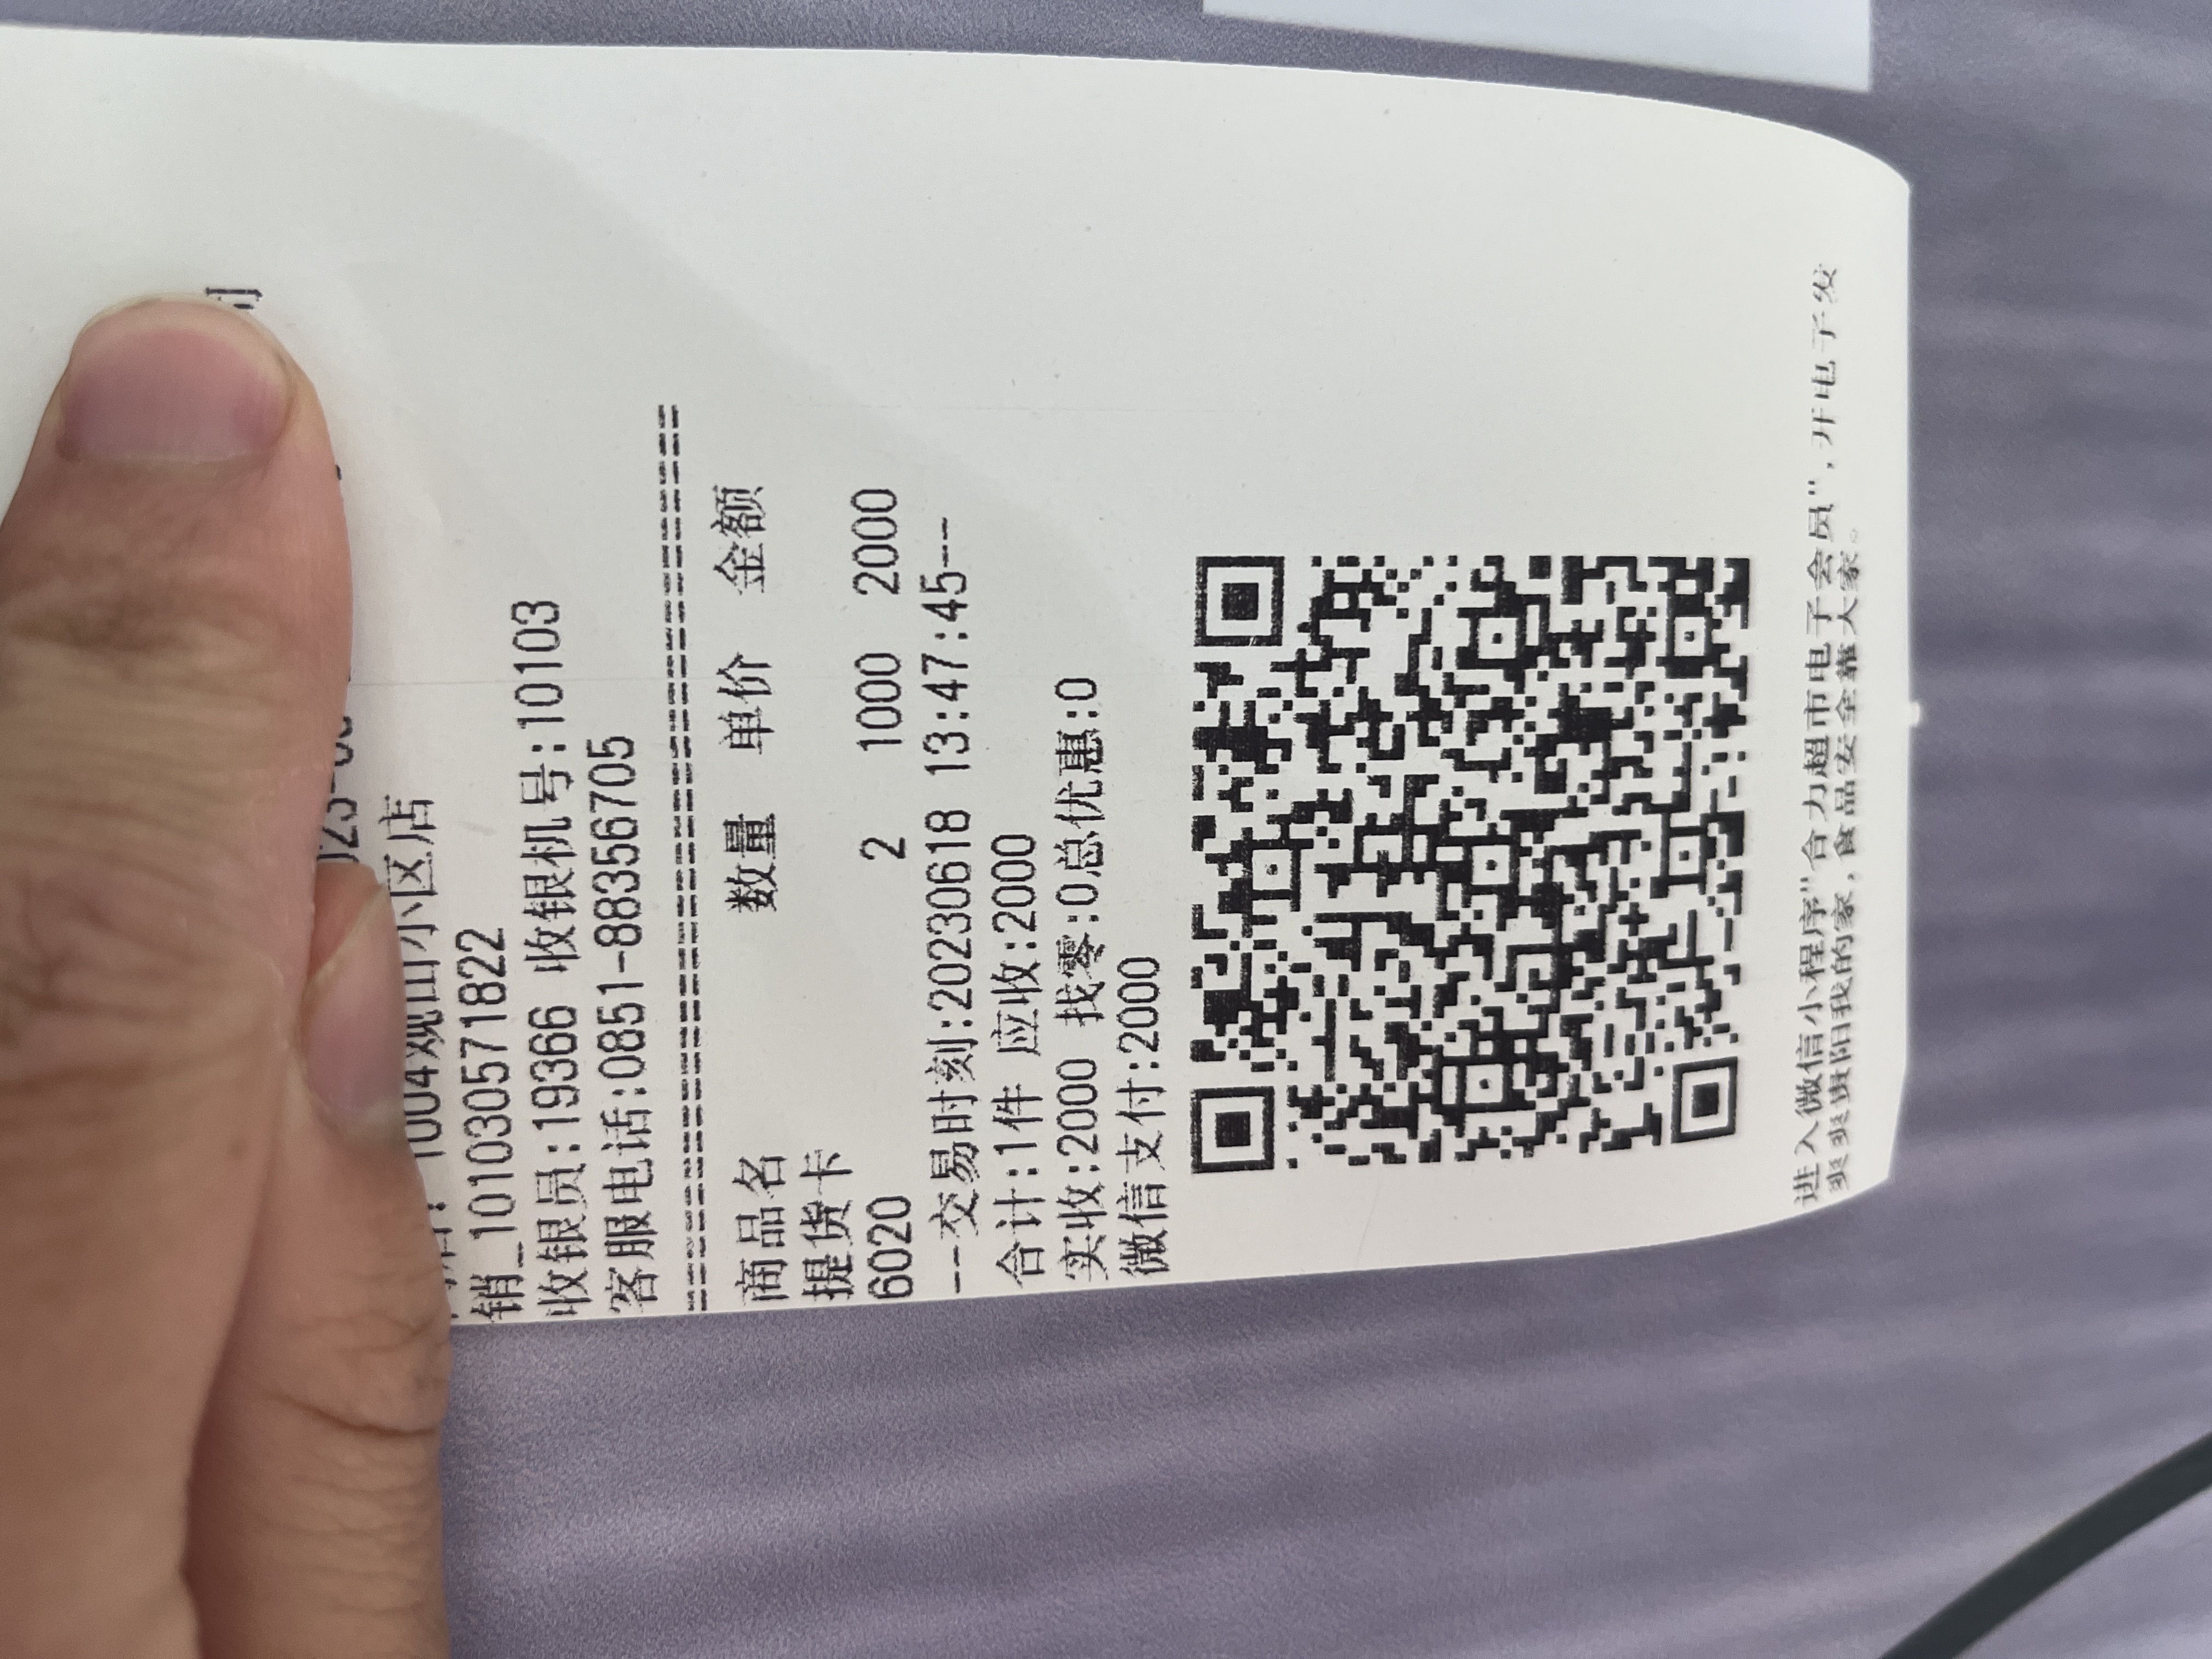 司
023-06
店: 1004观山小区店
销_101030571822
收银员:19366 收银机号:10103
客服电话:0851-88356705
==================================
商品名 数量 单价 金额
提货卡
6020 2 1000 2000
--交易时刻:20230618 13:47:45---
合计:1件 应收:2000
实收:2000 找零:0总优惠:0
微信支付:2000
进入微信小程序"合力超市电子会员", 开电子发
爽爽贵阳我的家, 食品安全靠大家。